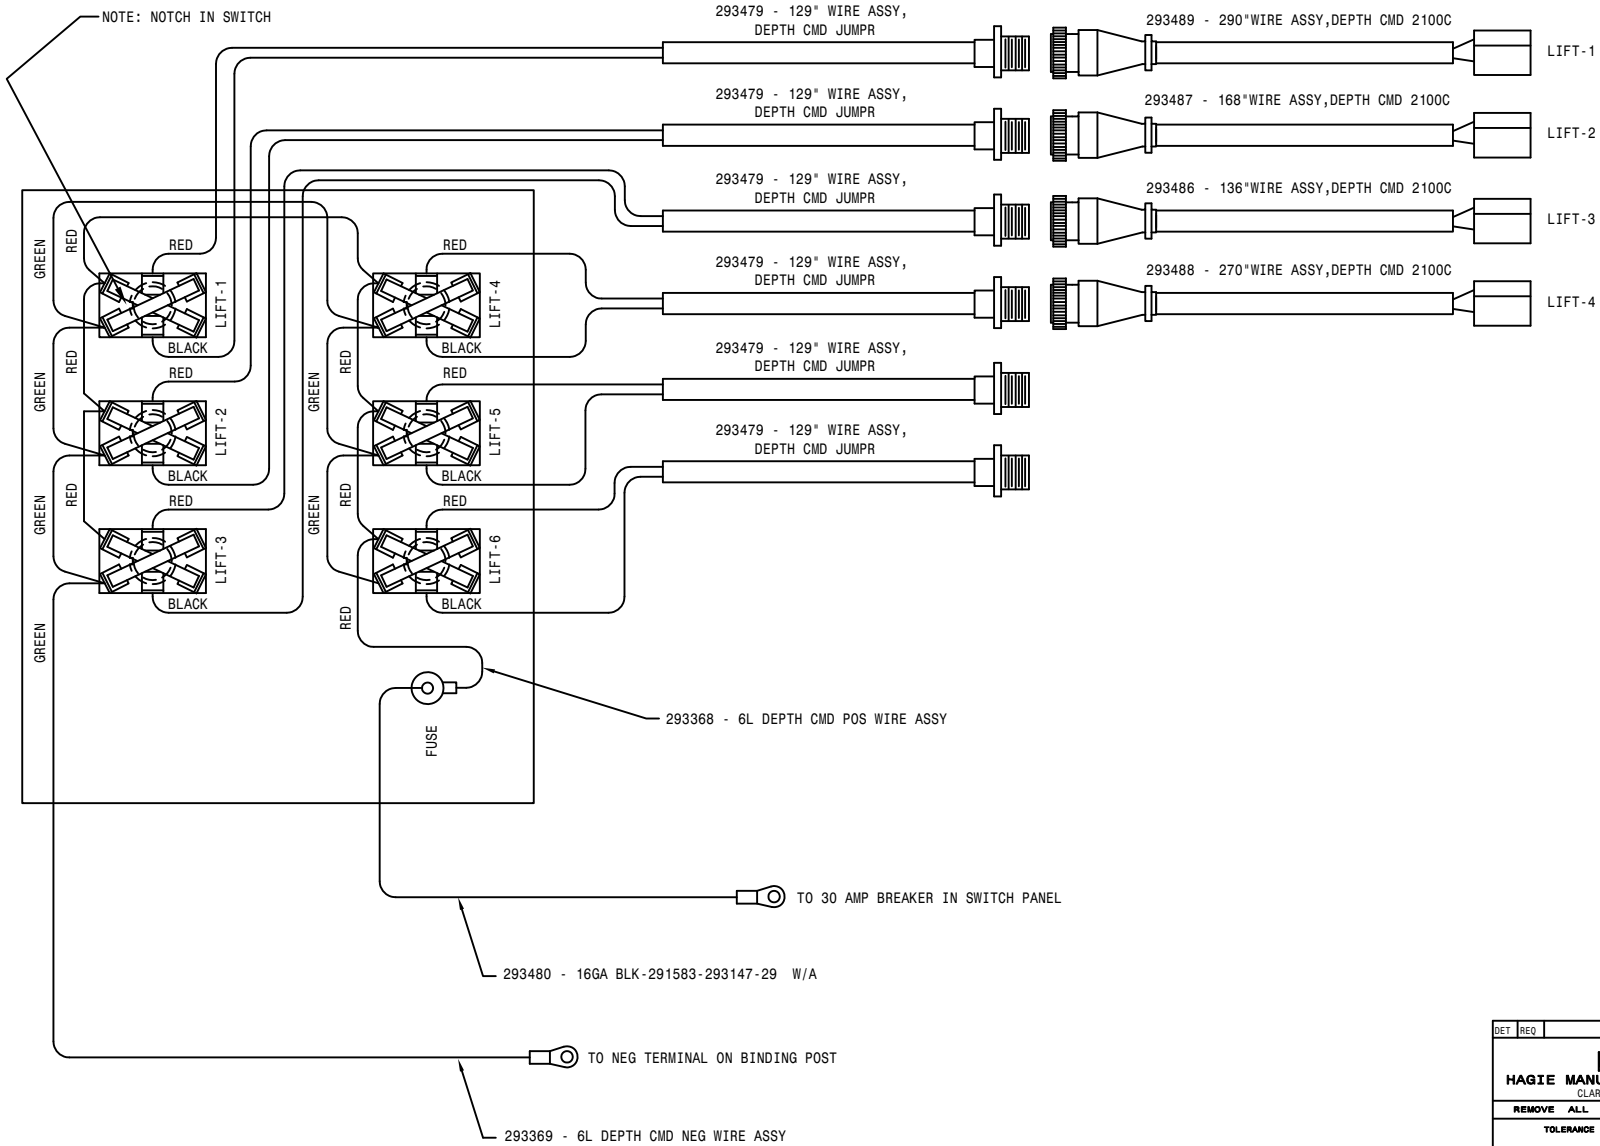 NOTE: NOTCH IN SWITCH
293479 - 129" WIRE ASSY,
DEPTH CMD JUMPR
293489 - 290"WIRE ASSY,DEPTH CMD 2100C
LIFT-1
293479 - 129" WIRE ASSY,
DEPTH CMD JUMPR
293487 - 168"WIRE ASSY,DEPTH CMD 2100C
LIFT-2
293479 - 129" WIRE ASSY,
DEPTH CMD JUMPR
293486 - 136"WIRE ASSY,DEPTH CMD 2100C
LIFT-3
293479 - 129" WIRE ASSY,
DEPTH CMD JUMPR
293488 - 270"WIRE ASSY,DEPTH CMD 2100C
LIFT-4
293479 - 129" WIRE ASSY,
DEPTH CMD JUMPR
293479 - 129" WIRE ASSY,
DEPTH CMD JUMPR
GREEN
RED
RED
LIFT-1
BLACK
RED
LIFT-4
BLACK
GREEN
RED
RED
LIFT-2
BLACK
GREEN
RED
RED
LIFT-5
BLACK
GREEN
RED
RED
LIFT-3
BLACK
GREEN
RED
RED
LIFT-6
BLACK
GREEN
RED
FUSE
293368 - 6L DEPTH CMD POS WIRE ASSY
TO 30 AMP BREAKER IN SWITCH PANEL
293480 - 16GA BLK-291583-293147-29 W/A
TO NEG TERMINAL ON BINDING POST
293369 - 6L DEPTH CMD NEG WIRE ASSY
DET REQ
HAGIE MANU
CLAR
REMOVE ALL
TOLERANCE